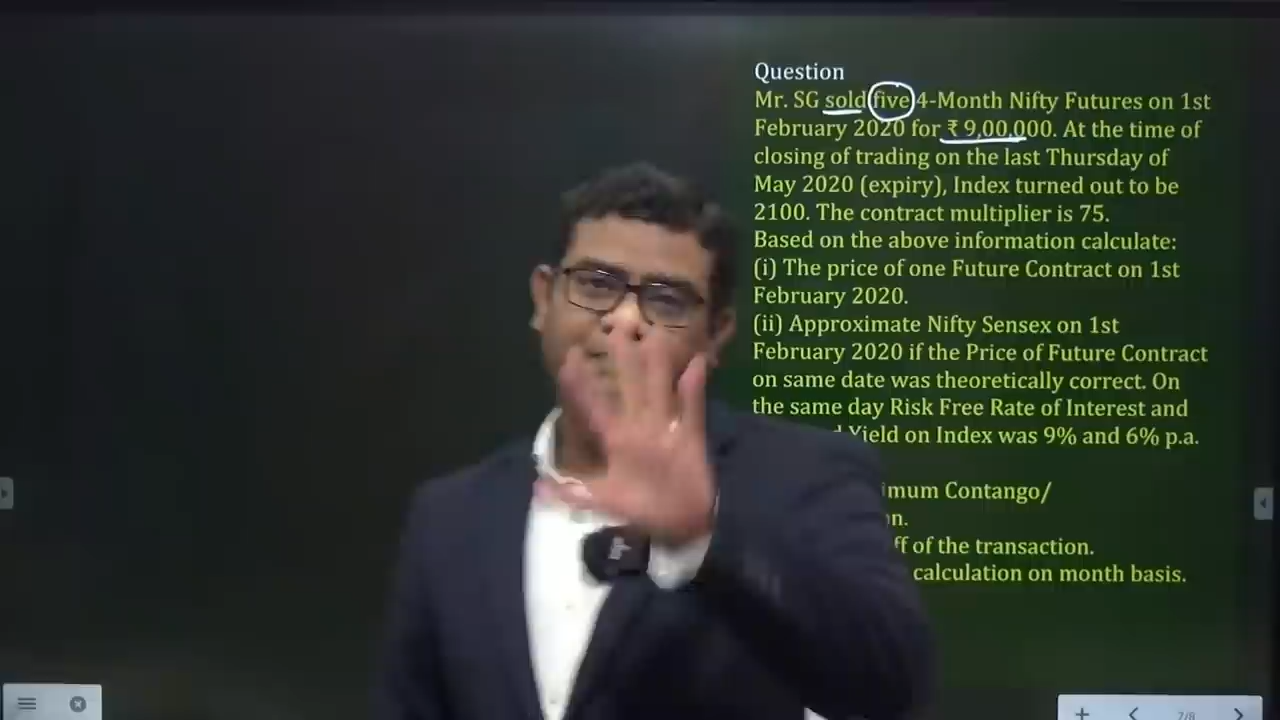 Question
Mr. SG sold five 4-Month Nifty Futures on 1st
February 2020 for ₹ 9,00,000. At the time of
closing of trading on the last Thursday of
May 2020 (expiry), Index turned out to be
2100. The contract multiplier is 75.
Based on the above information calculate:
(i) The price of one Future Contract on 1st
February 2020.
(ii) Approximate Nifty Sensex on 1st
February 2020 if the Price of Future Contract
on same date was theoretically correct. On
the same day Risk Free Rate of Interest and
Yield on Index was 9% and 6% p.a.
Contango/
of the transaction.
calculation on month basis.
7/8